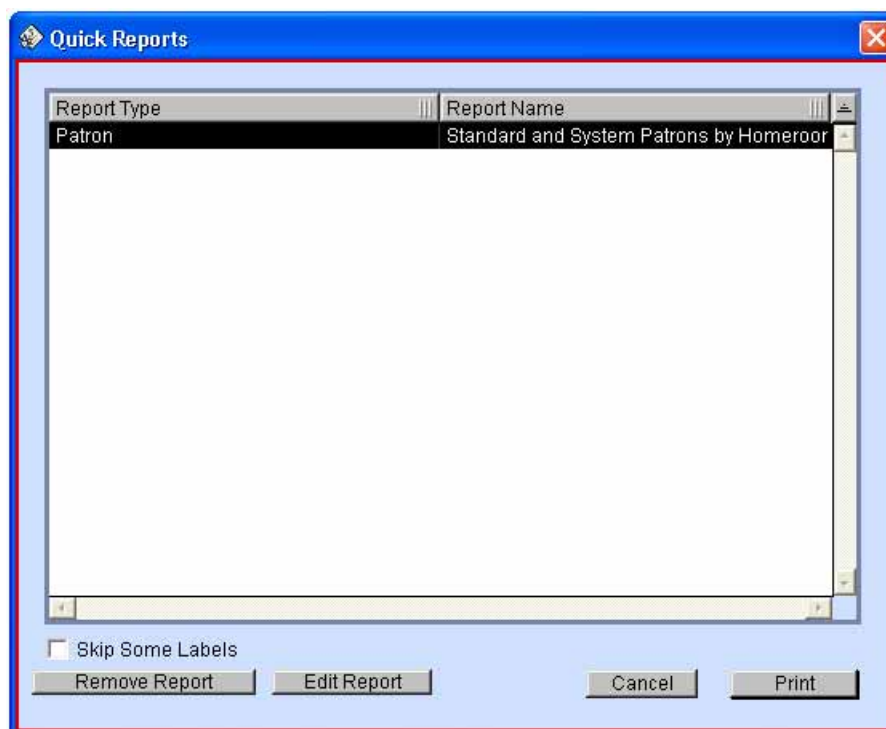 Quick Reports
Report Type Report Name
Patron Standard and System Patrons by Homeroor
Skip Some Labels
Remove Report Edit Report Cancel Print